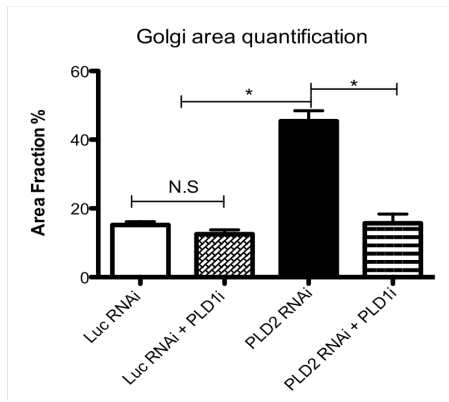 Golgi area quantification
Area Fraction %
60
40
20
0
*
*
N.S
Luc RNAi
Luc RNAi + PLD1i
PLD2 RNAi
PLD2 RNAi + PLD1i